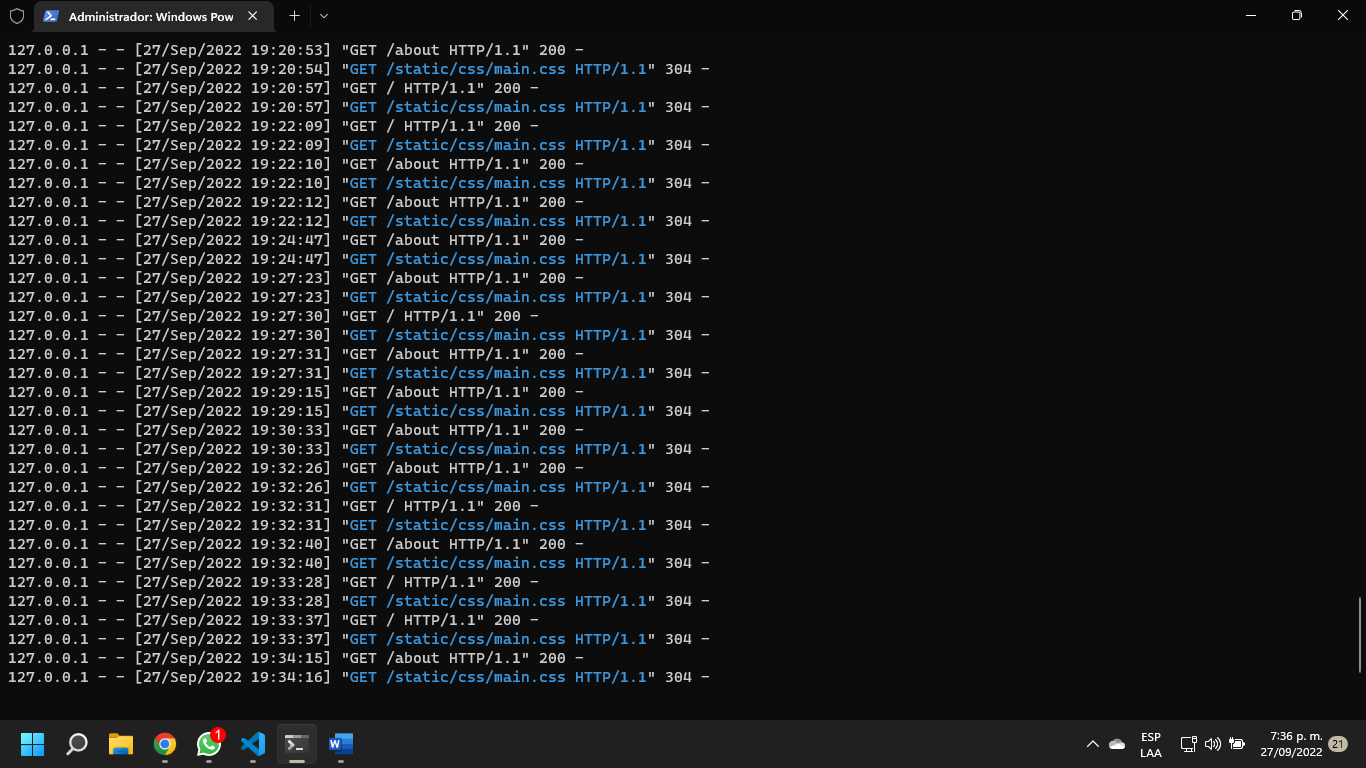 Administrador: Windows Pow
127.0.0.1 - - [27/Sep/2022 19:20:53] "GET /about HTTP/1.1" 200 -
127.0.0.1 - - [27/Sep/2022 19:20:54] "GET /static/css/main.css HTTP/1.1" 304 -
127.0.0.1 - - [27/Sep/2022 19:20:57] "GET / HTTP/1.1" 200 -
127.0.0.1 - - [27/Sep/2022 19:20:57] "GET /static/css/main.css HTTP/1.1" 304 -
127.0.0.1 - - [27/Sep/2022 19:22:09] "GET / HTTP/1.1" 200 -
127.0.0.1 - - [27/Sep/2022 19:22:09] "GET /static/css/main.css HTTP/1.1" 304 -
127.0.0.1 - - [27/Sep/2022 19:22:10] "GET /about HTTP/1.1" 200 -
127.0.0.1 - - [27/Sep/2022 19:22:10] "GET /static/css/main.css HTTP/1.1" 304 -
127.0.0.1 - - [27/Sep/2022 19:22:12] "GET /about HTTP/1.1" 200 -
127.0.0.1 - - [27/Sep/2022 19:22:12] "GET /static/css/main.css HTTP/1.1" 304 -
127.0.0.1 - - [27/Sep/2022 19:24:47] "GET /about HTTP/1.1" 200 -
127.0.0.1 - - [27/Sep/2022 19:24:47] "GET /static/css/main.css HTTP/1.1" 304 -
127.0.0.1 - - [27/Sep/2022 19:27:23] "GET /about HTTP/1.1" 200 -
127.0.0.1 - - [27/Sep/2022 19:27:23] "GET /static/css/main.css HTTP/1.1" 304 -
127.0.0.1 - - [27/Sep/2022 19:27:30] "GET / HTTP/1.1" 200 -
127.0.0.1 - - [27/Sep/2022 19:27:30] "GET /static/css/main.css HTTP/1.1" 304 -
127.0.0.1 - - [27/Sep/2022 19:27:31] "GET /about HTTP/1.1" 200 -
127.0.0.1 - - [27/Sep/2022 19:27:31] "GET /static/css/main.css HTTP/1.1" 304 -
127.0.0.1 - - [27/Sep/2022 19:29:15] "GET /about HTTP/1.1" 200 -
127.0.0.1 - - [27/Sep/2022 19:29:15] "GET /static/css/main.css HTTP/1.1" 304 -
127.0.0.1 - - [27/Sep/2022 19:30:33] "GET /about HTTP/1.1" 200 -
127.0.0.1 - - [27/Sep/2022 19:30:33] "GET /static/css/main.css HTTP/1.1" 304 -
127.0.0.1 - - [27/Sep/2022 19:32:26] "GET /about HTTP/1.1" 200 -
127.0.0.1 - - [27/Sep/2022 19:32:26] "GET /static/css/main.css HTTP/1.1" 304 -
127.0.0.1 - - [27/Sep/2022 19:32:31] "GET / HTTP/1.1" 200 -
127.0.0.1 - - [27/Sep/2022 19:32:31] "GET /static/css/main.css HTTP/1.1" 304 -
127.0.0.1 - - [27/Sep/2022 19:32:40] "GET /about HTTP/1.1" 200 -
127.0.0.1 - - [27/Sep/2022 19:32:40] "GET /static/css/main.css HTTP/1.1" 304 -
127.0.0.1 - - [27/Sep/2022 19:33:28] "GET / HTTP/1.1" 200 -
127.0.0.1 - - [27/Sep/2022 19:33:28] "GET /static/css/main.css HTTP/1.1" 304 -
127.0.0.1 - - [27/Sep/2022 19:33:37] "GET / HTTP/1.1" 200 -
127.0.0.1 - - [27/Sep/2022 19:33:37] "GET /static/css/main.css HTTP/1.1" 304 -
127.0.0.1 - - [27/Sep/2022 19:34:15] "GET /about HTTP/1.1" 200 -
127.0.0.1 - - [27/Sep/2022 19:34:16] "GET /static/css/main.css HTTP/1.1" 304 -
1
W
ESP
LAA
7:36 p. m.
27/09/2022
21